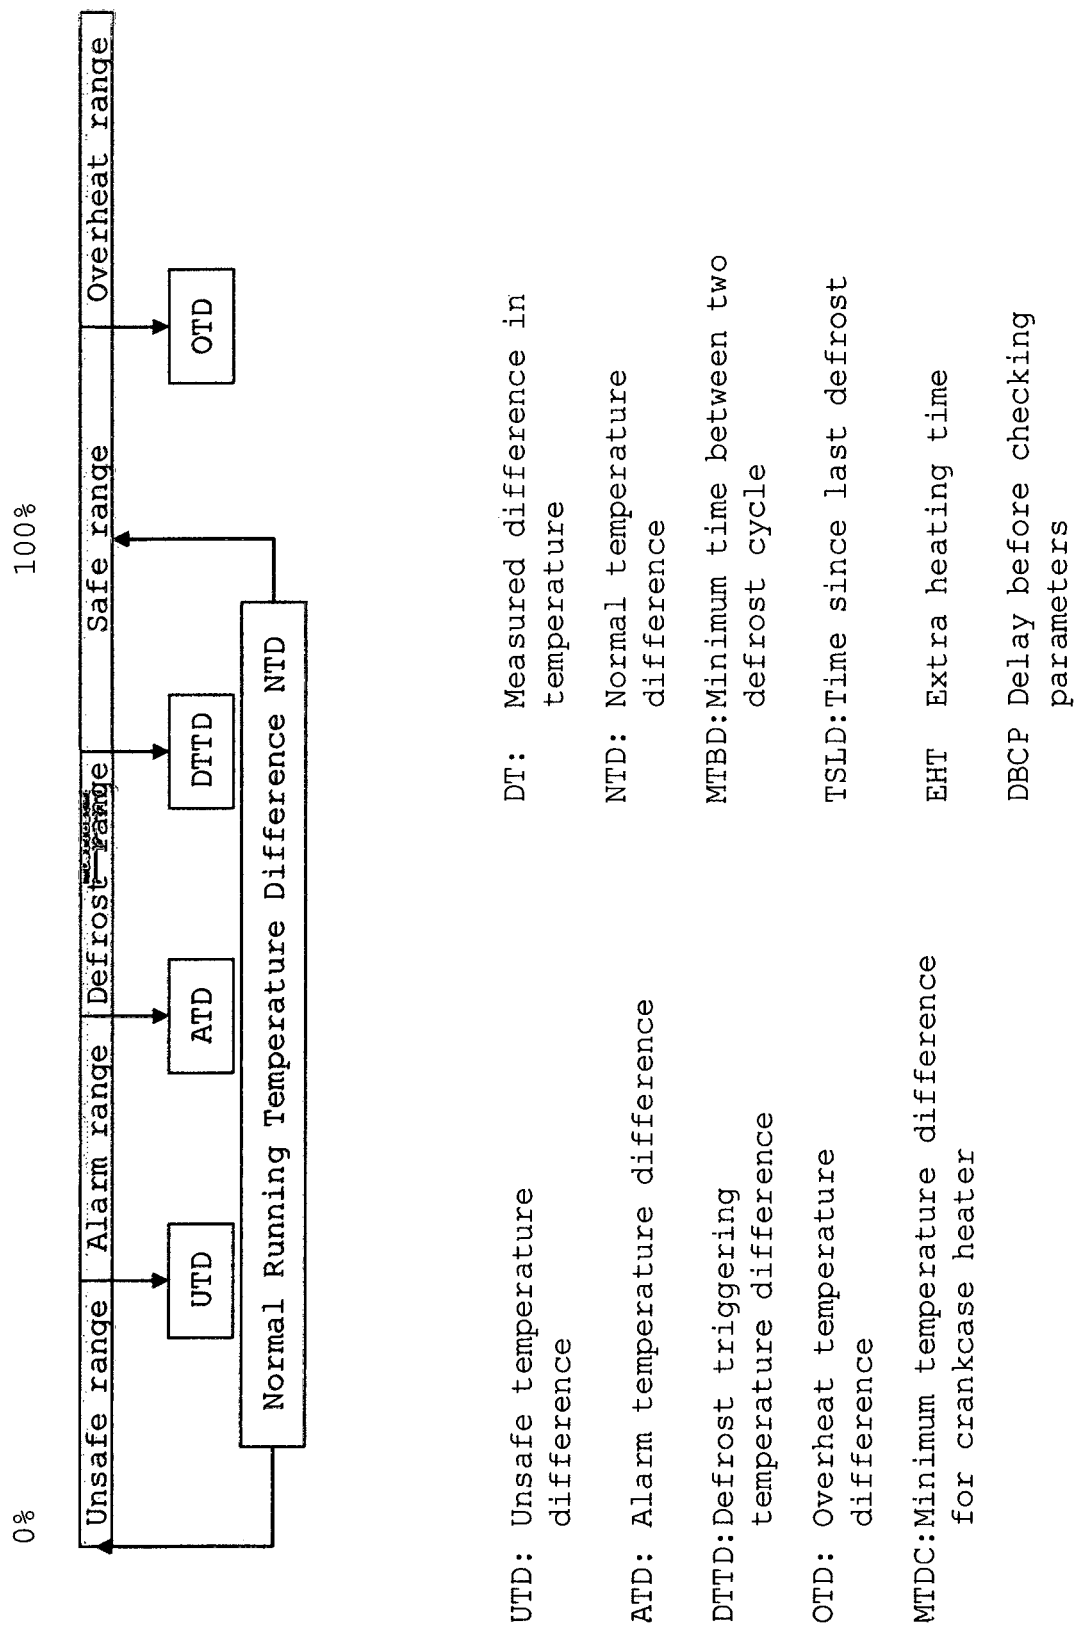 0%
100%
Unsafe range
Alarm range
Defrost range
Safe range
Overheat range
UTD
ATD
DTTD
OTD
Normal Running Temperature Difference NTD
UTD: Unsafe temperature
difference
ATD: Alarm temperature difference
DTTD:Defrost triggering
temperature difference
OTD: Overheat temperature
difference
MTDC:Minimum temperature difference
for crankcase heater
DT: Measured difference in
temperature
NTD: Normal temperature
difference
MTBD:Minimum time between two
defrost cycle
TSLD:Time since last defrost
EHT Extra heating time
DBCP Delay before checking
parameters